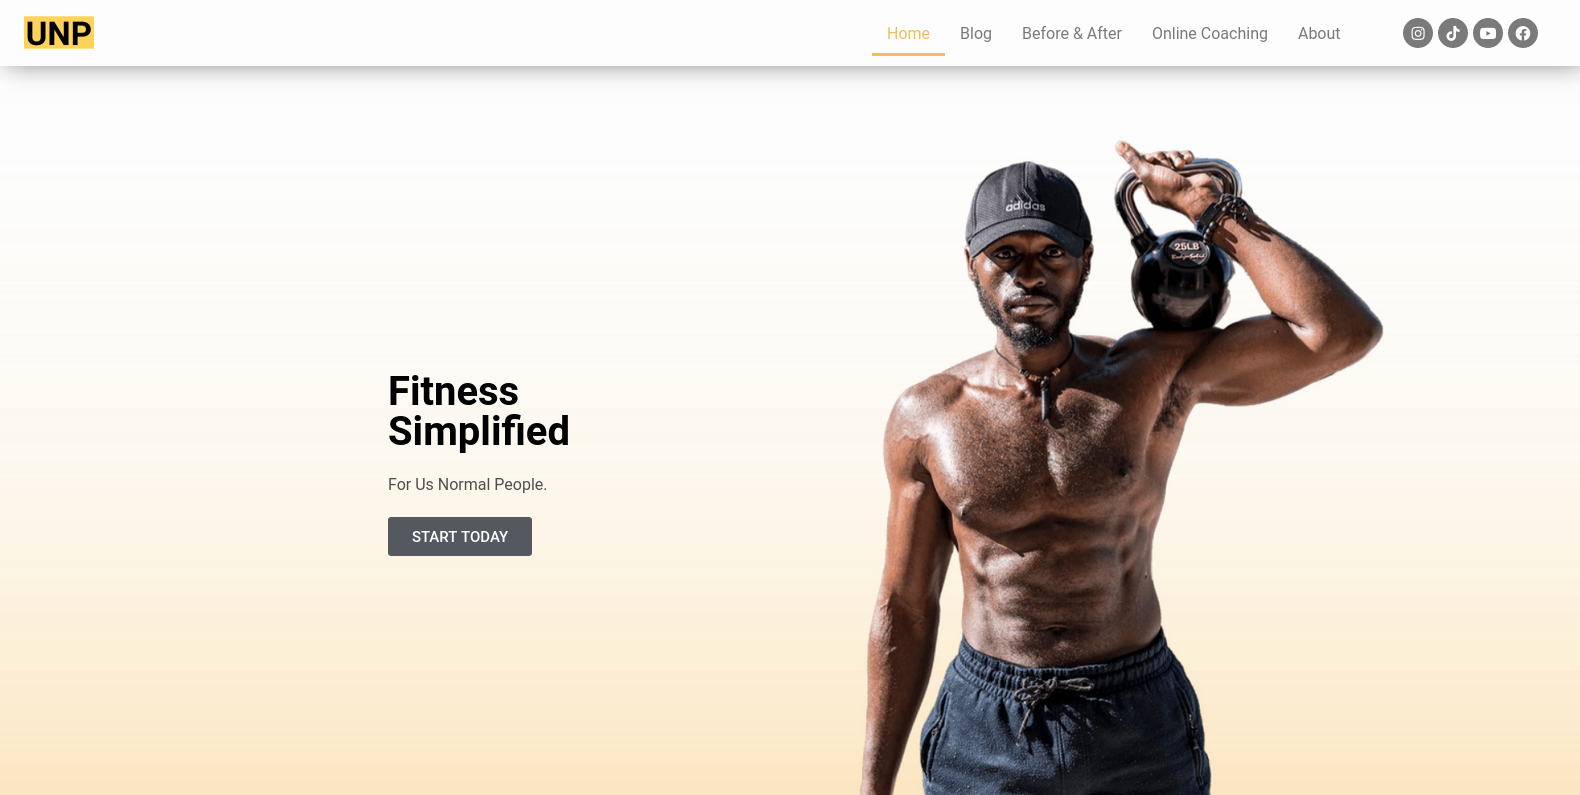 UNP
Home Blog Before & After Online Coaching About
adidas
25LB
Fitness
Simplified
For Us Normal People.
START TODAY